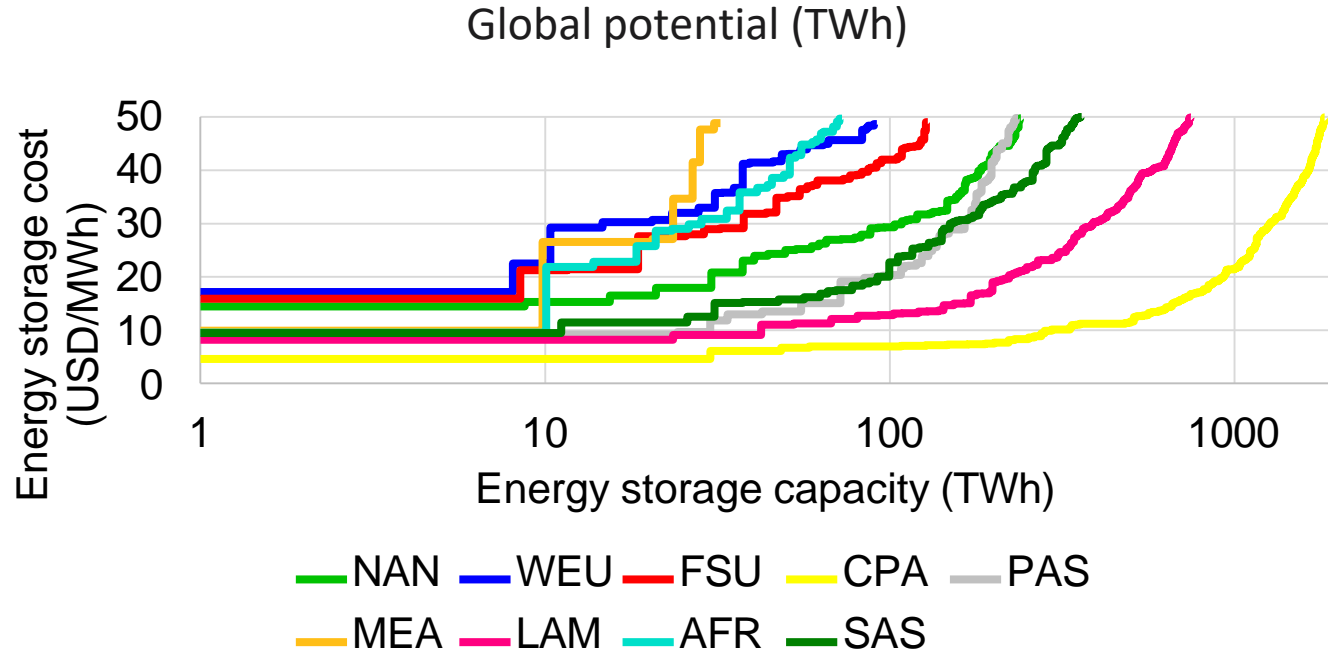 Global potential (TWh)
Energy storage cost
(USD/MWh)
50
40
30
20
10
0
1 10 100 1000
Energy storage capacity (TWh)
NAN WEU FSU CPA PAS
MEA LAM AFR SAS